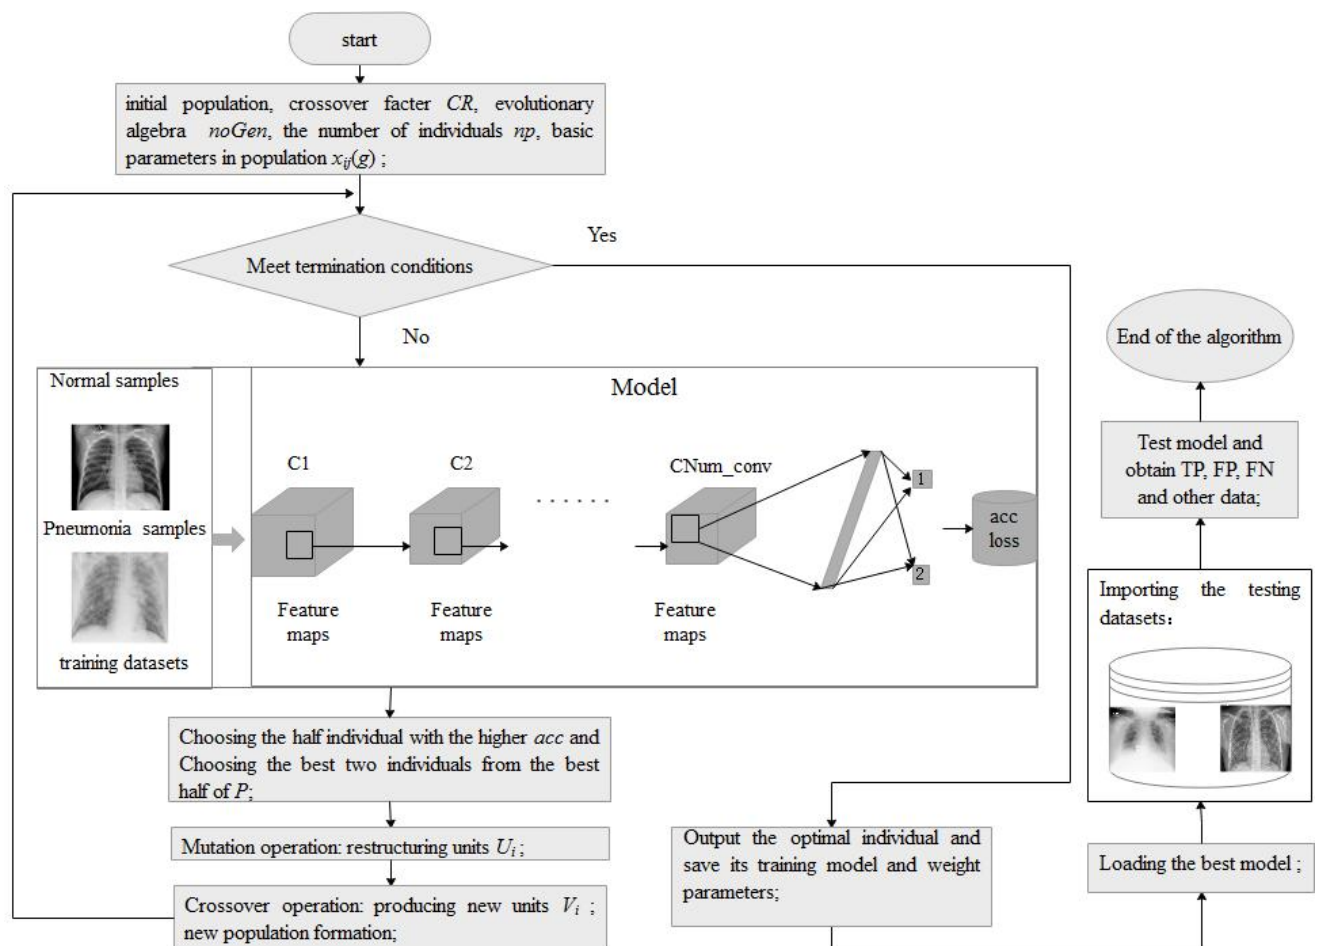 start
initial population, crossover facter CR, evolutionary
algebra noGen, the number of individuals np, basic
parameters in population xij(g) ;
Meet termination conditions
Yes
No
Normal samples
Pneumonia samples
training datasets
Model
C1
C2
· · · · · ·
CNum_conv
1
2
acc
loss
Feature
maps
Feature
maps
Feature
maps
Choosing the half individual with the higher acc and
Choosing the best two individuals from the best
half of P;
Mutation operation: restructuring units Ui ;
Crossover operation: producing new units Vi ;
new population formation;
Output the optimal individual and
save its training model and weight
parameters;
Loading the best model ;
Importing the testing
datasets：
Test model and
obtain TP, FP, FN
and other data;
End of the algorithm